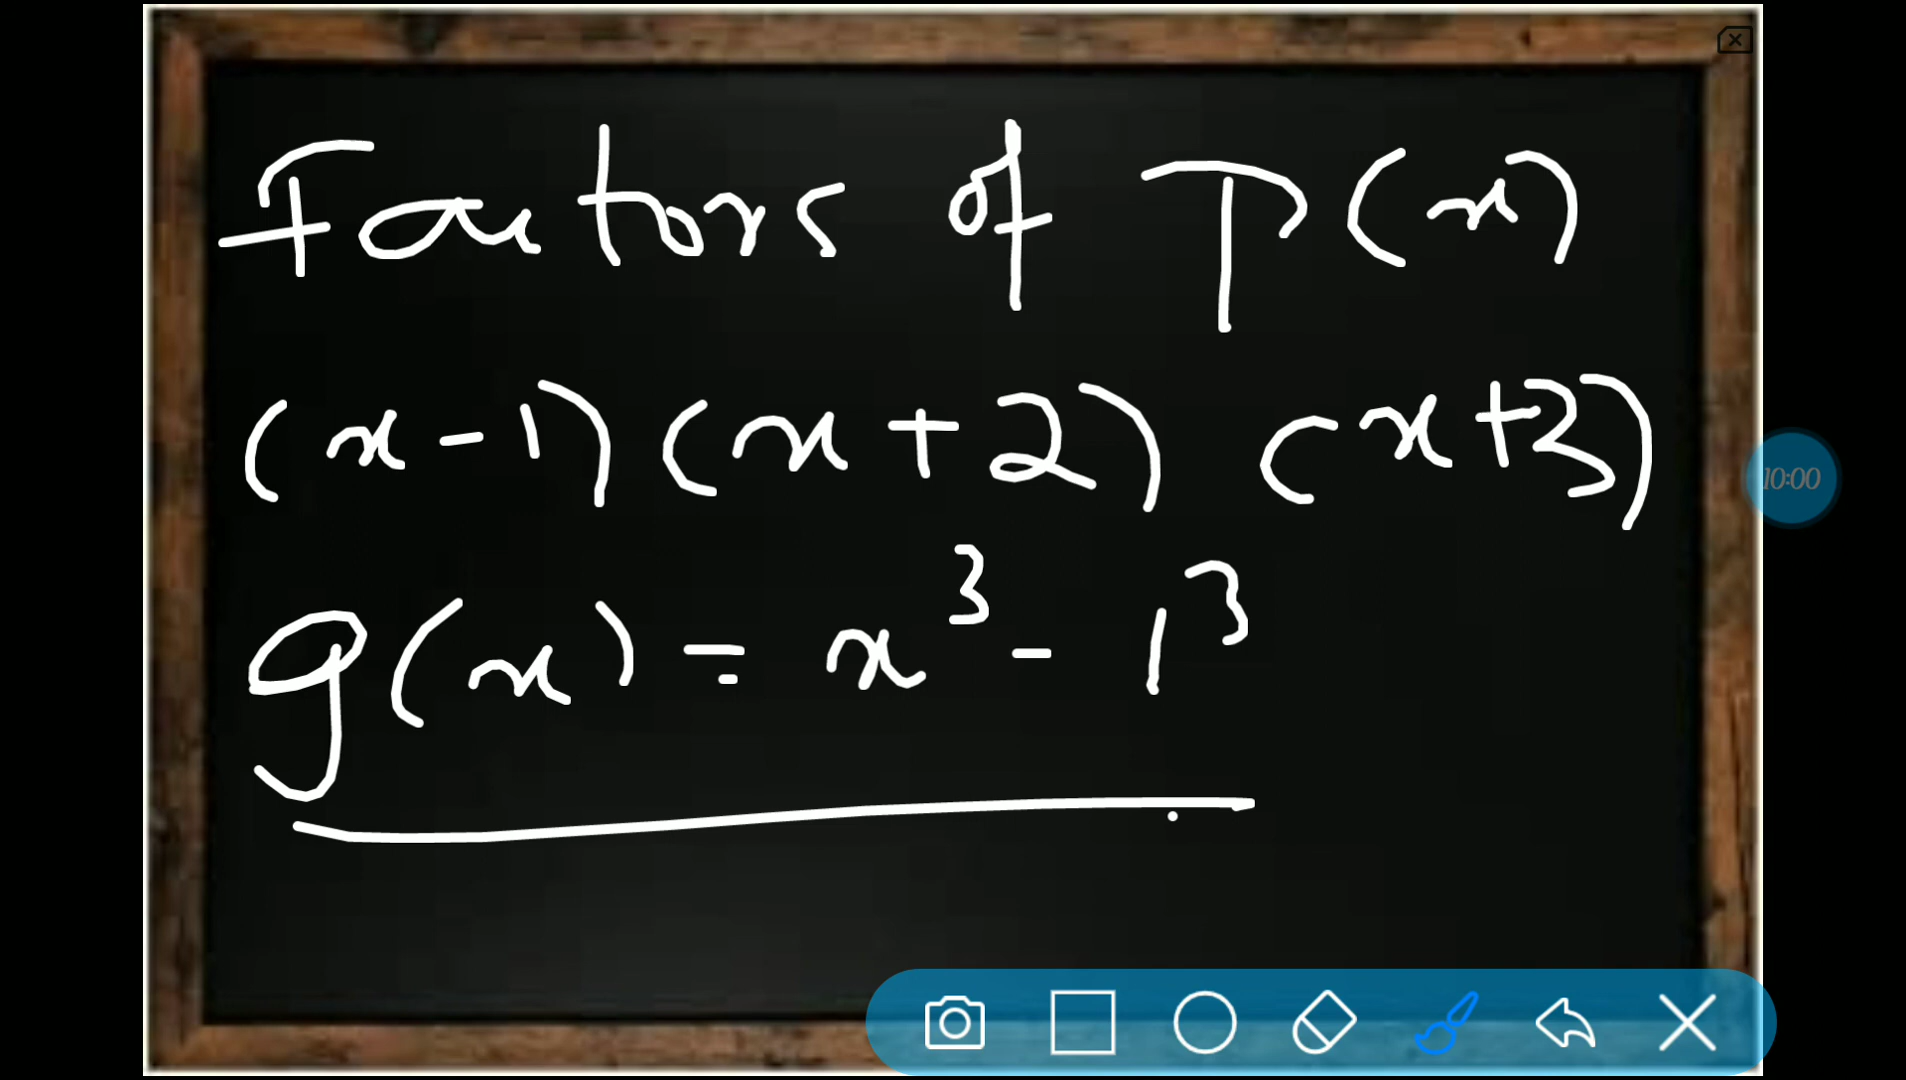 Factors of P(x)
(x-1)(x+2) (x+3)
g(x) = x³ - 1³
10:00